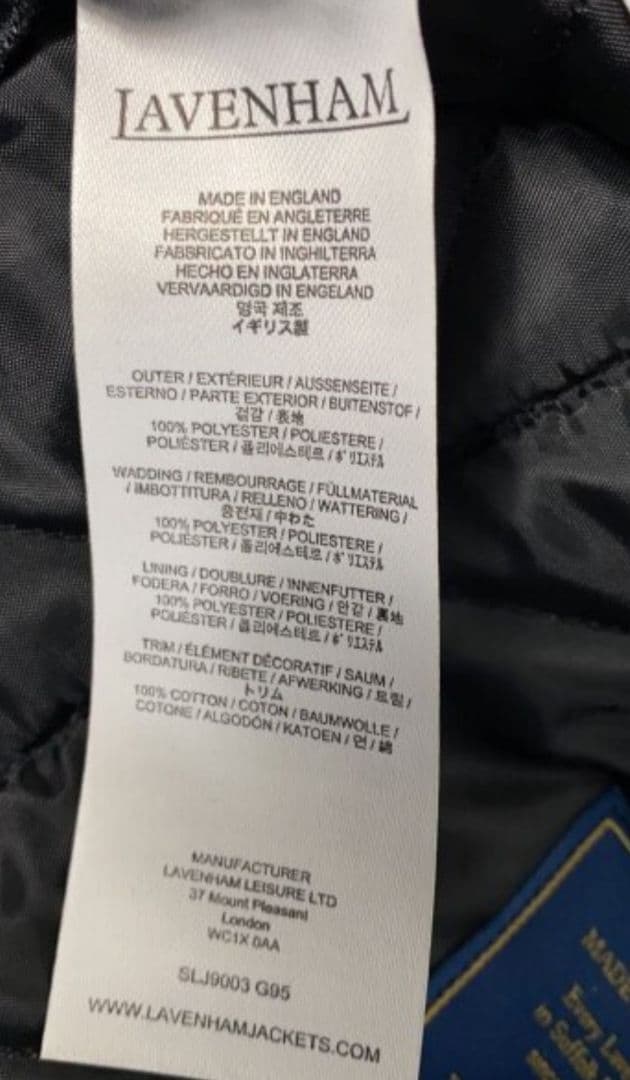 LAVENHAM
MADE IN ENGLAND
FABRIQUÉ EN ANGLETERRE
HERGESTELLT IN ENGLAND
FABBRICATO IN INGHILTERRA
HECHO EN INGLATERRA
VERVAARDIGD IN ENGELAND
영국 제조
イギリス製
OUTER / EXTÉRIEUR / AUSSENSEITE /
ESTERNO / PARTE EXTERIOR / BUITENSTOF /
겉감 / 表地
100% POLYESTER / POLIESTERE /
POLIÉSTER / 폴리에스테르 / ﾎﾟﾘｴｽﾃﾙ
WADDING / REMBOURRAGE / FÜLLMATERIAL
/ IMBOTTITURA / RELLENO / WATTERING /
충전재 / 中わた
100% POLYESTER / POLIESTERE /
POLIÉSTER / 폴리에스테르 / ﾎﾟﾘｴｽﾃﾙ
LINING / DOUBLURE / INNENFUTTER /
FODERA / FORRO / VOERING / 안감 / 裏地
100% POLYESTER / POLIESTERE /
POLIÉSTER / 폴리에스테르 / ﾎﾟﾘｴｽﾃﾙ
TRIM / ÉLÉMENT DÉCORATIF / SAUM /
BORDATURA / RIBETE / AFWERKING / 트림 /
トリム
100% COTTON / COTON / BAUMWOLLE /
COTONE / ALGODÓN / KATOEN / 면 / 綿
MANUFACTURER
LAVENHAM LEISURE LTD
37 Mount Pleasant
London
WC1X 0AA
SLJ9003 G95
WWW.LAVENHAMJACKETS.COM
MADE
Every
in Suffolk